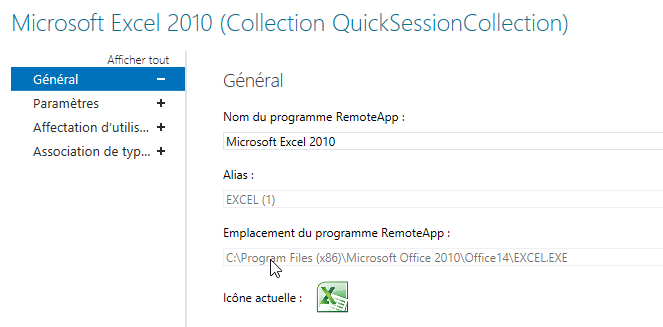 Microsoft Excel 2010 (Collection QuickSessionCollection)
Afficher tout
Général
Paramètres
Affectation d'utilis...
Association de typ...
Général
Nom du programme RemoteApp :
Microsoft Excel 2010
Alias :
EXCEL (1)
Emplacement du programme RemoteApp :
C:\Program Files (x86)\Microsoft Office 2010\Office14\EXCEL.EXE
Icône actuelle :